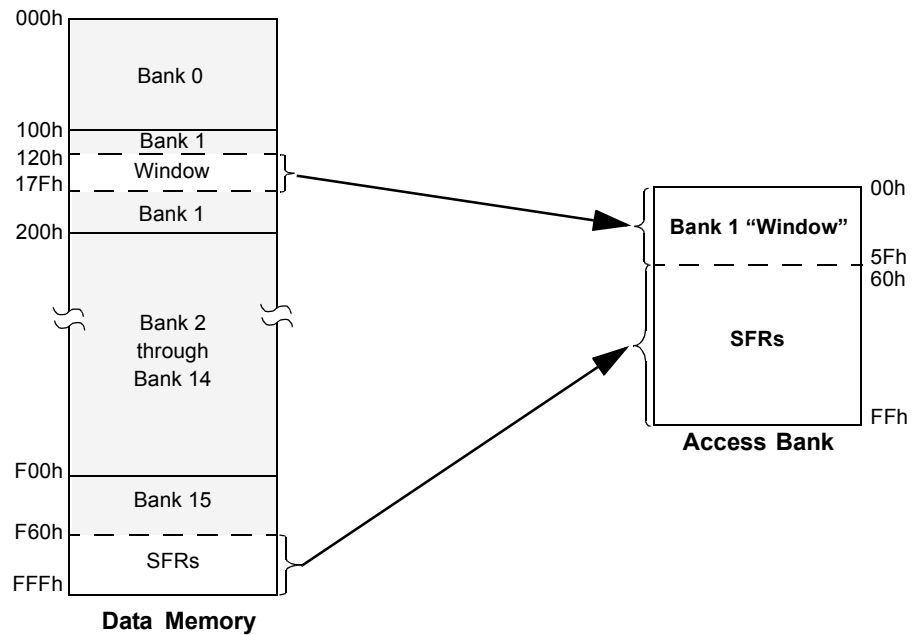 000h
Bank 0
100h
Bank 1
120h
Window
17Fh
Bank 1
200h
Bank 2
through
Bank 14
F00h
Bank 15
F60h
SFRs
FFFh
Data Memory
00h
Bank 1 “Window”
5Fh
60h
SFRs
FFh
Access Bank